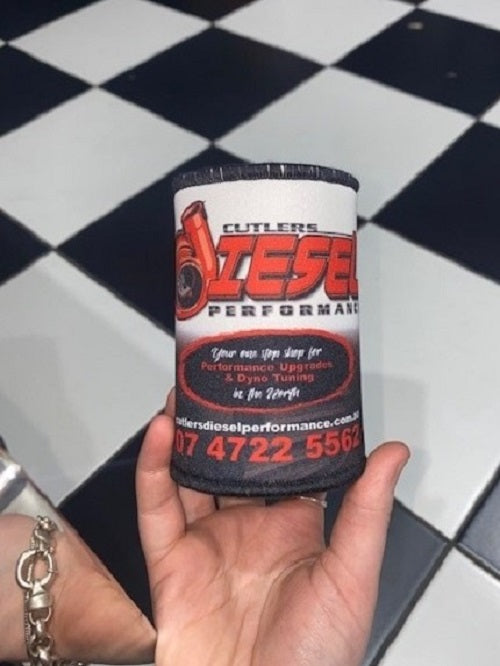 CUTLERS
DIESEL
PERFORMANC
Your one stop shop for
Performance Upgrades
& Dyno Tuning
in the North
utlersdieselperformance.com.au
07 4722 5562